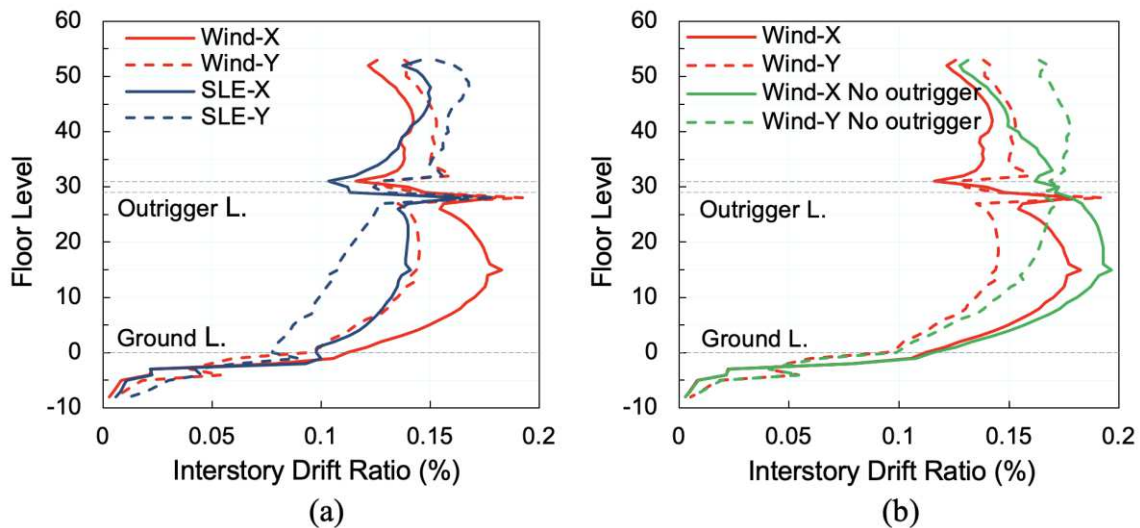 60
50
40
30
20
10
0
-10
Floor Level
Wind-X
Wind-Y
SLE-X
SLE-Y
Outrigger L.
Ground L.
0 0.05 0.1 0.15 0.2
Interstory Drift Ratio (%)
(a)
60
50
40
30
20
10
0
-10
Floor Level
Wind-X
Wind-Y
Wind-X No outrigger
Wind-Y No outrigger
Outrigger L.
Ground L.
0 0.05 0.1 0.15 0.2
Interstory Drift Ratio (%)
(b)